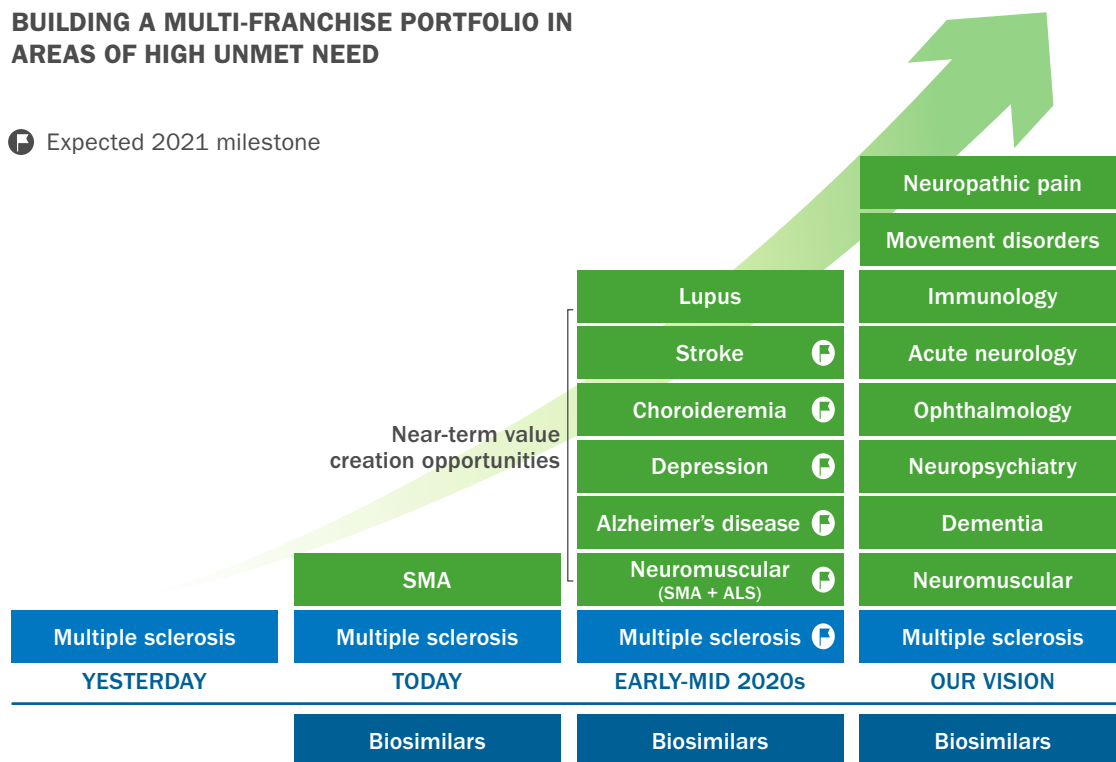 BUILDING A MULTI-FRANCHISE PORTFOLIO IN
AREAS OF HIGH UNMET NEED
Expected 2021 milestone
Near-term value
creation opportunities
Multiple sclerosis
YESTERDAY
SMA
Multiple sclerosis
TODAY
Biosimilars
Lupus
Stroke
Choroideremia
Depression
Alzheimer’s disease
Neuromuscular
(SMA + ALS)
Multiple sclerosis
EARLY-MID 2020s
Biosimilars
Neuropathic pain
Movement disorders
Immunology
Acute neurology
Ophthalmology
Neuropsychiatry
Dementia
Neuromuscular
Multiple sclerosis
OUR VISION
Biosimilars